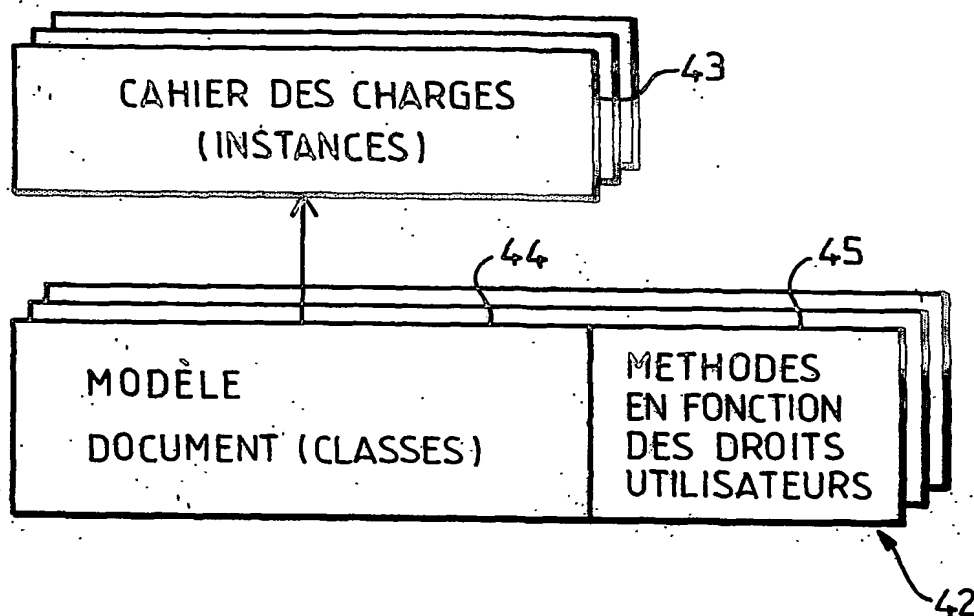 CAHIER DES CHARGES
(INSTANCES)
43
44
45
MODÈLE
DOCUMENT (CLASSES)
METHODES
EN FONCTION
DES DROITS
UTILISATEURS
42